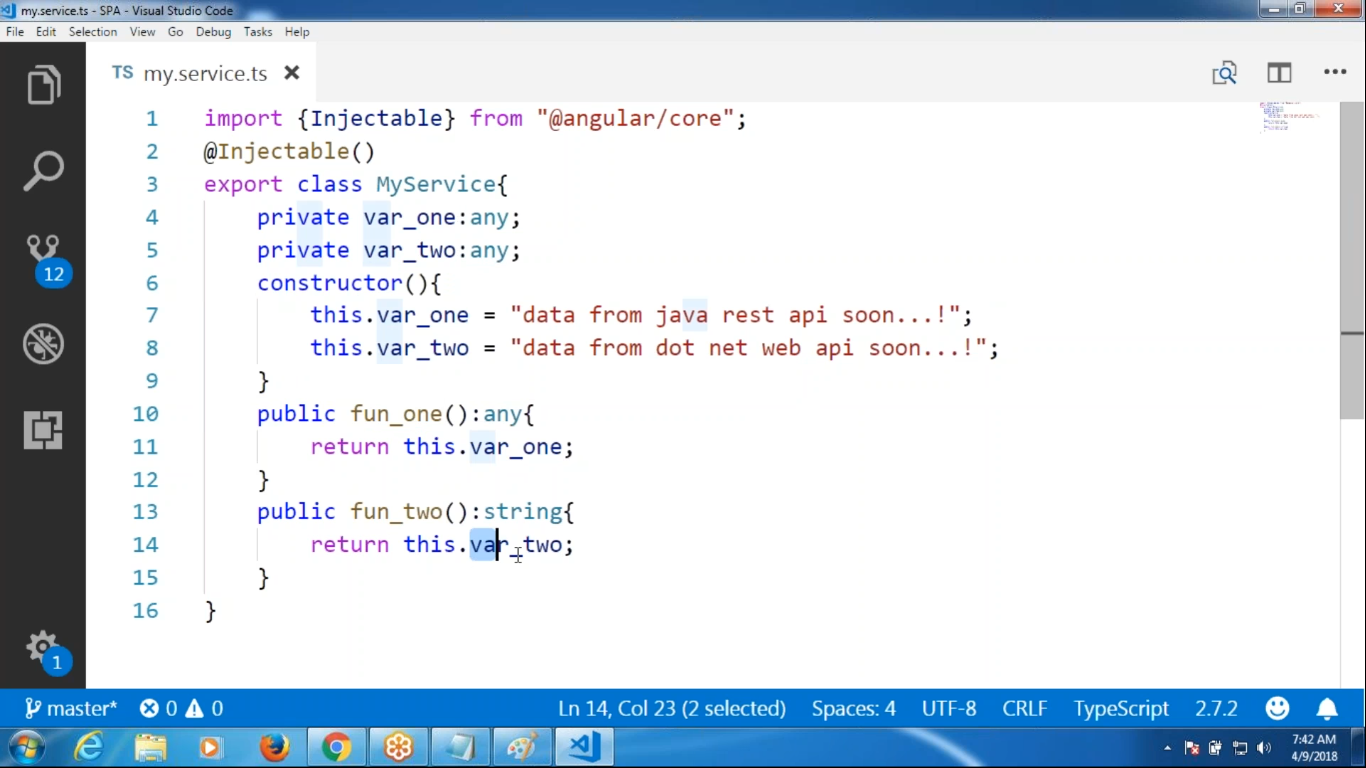 my.service.ts - SPA - Visual Studio Code
File Edit Selection View Go Debug Tasks Help
TS my.service.ts
1 import {Injectable} from "@angular/core";
2 @Injectable()
3 export class MyService{
4 private var_one:any;
5 private var_two:any;
6 constructor(){
7 this.var_one = "data from java rest api soon...!";
8 this.var_two = "data from dot net web api soon...!";
9 }
10 public fun_one():any{
11 return this.var_one;
12 }
13 public fun_two():string{
14 return this.var_two;
15 }
16 }
12
1
master* 0 0 Ln 14, Col 23 (2 selected) Spaces: 4 UTF-8 CRLF TypeScript 2.7.2
7:42 AM
4/9/2018